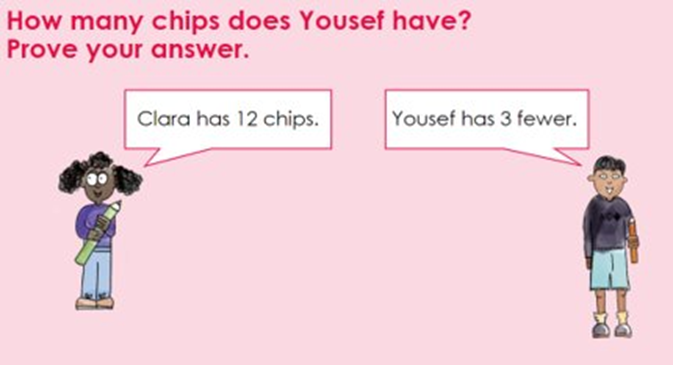 How many chips does Yousef have?
Prove your answer.
Clara has 12 chips.
Yousef has 3 fewer.